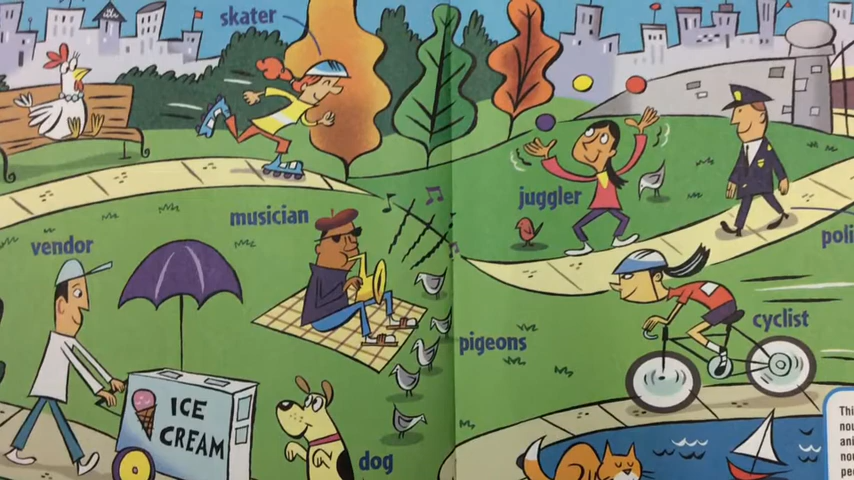 skater
juggler
musician
vendor
pigeons
cyclist
ICE
CREAM
dog